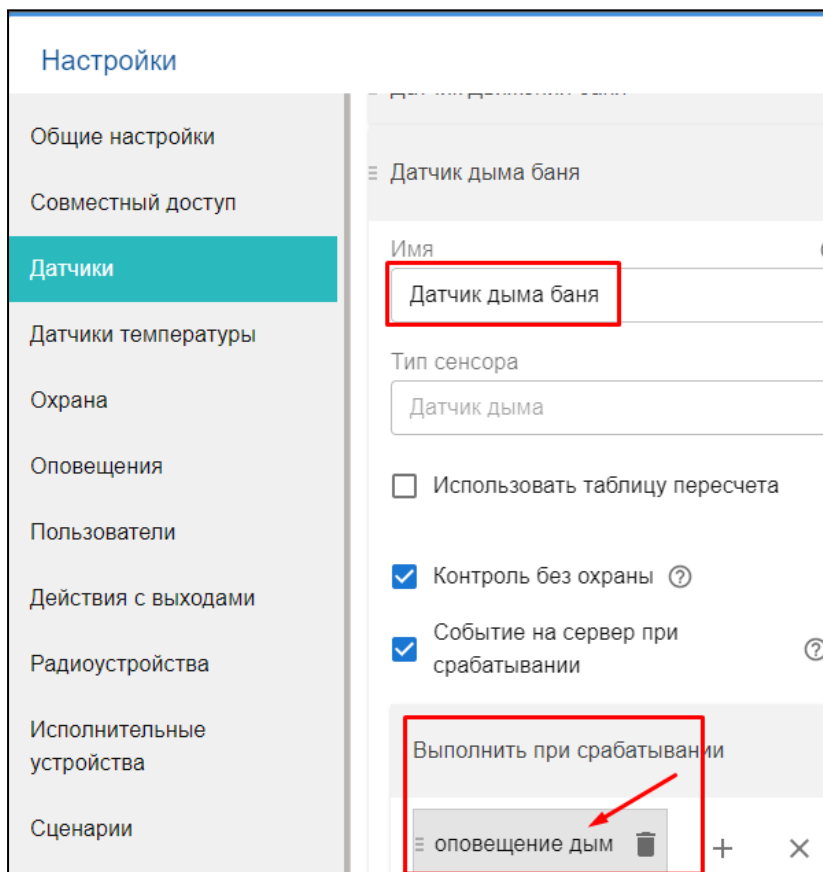 Настройки
Общие настройки
Совместный доступ
Датчики
Датчики температуры
Охрана
Оповещения
Пользователи
Действия с выходами
Радиоустройства
Исполнительные
устройства
Сценарии
Датчик дыма баня
Имя
Датчик дыма баня
Тип сенсора
Датчик дыма
Использовать таблицу пересчета
Контроль без охраны
Событие на сервер при
срабатывании
Выполнить при срабатывании
оповещение дым